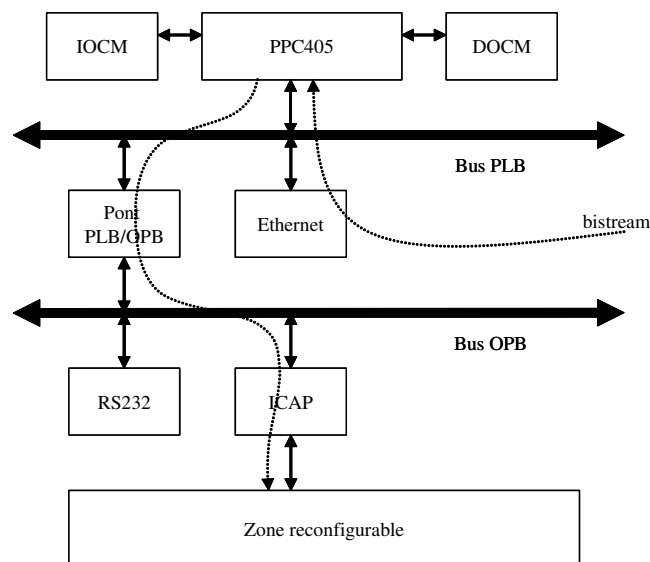 IOCM
PPC405
DOCM
Bus PLB
Pont
PLB/OPB
Ethernet
bistream
Bus OPB
RS232
ICAP
Zone reconfigurable